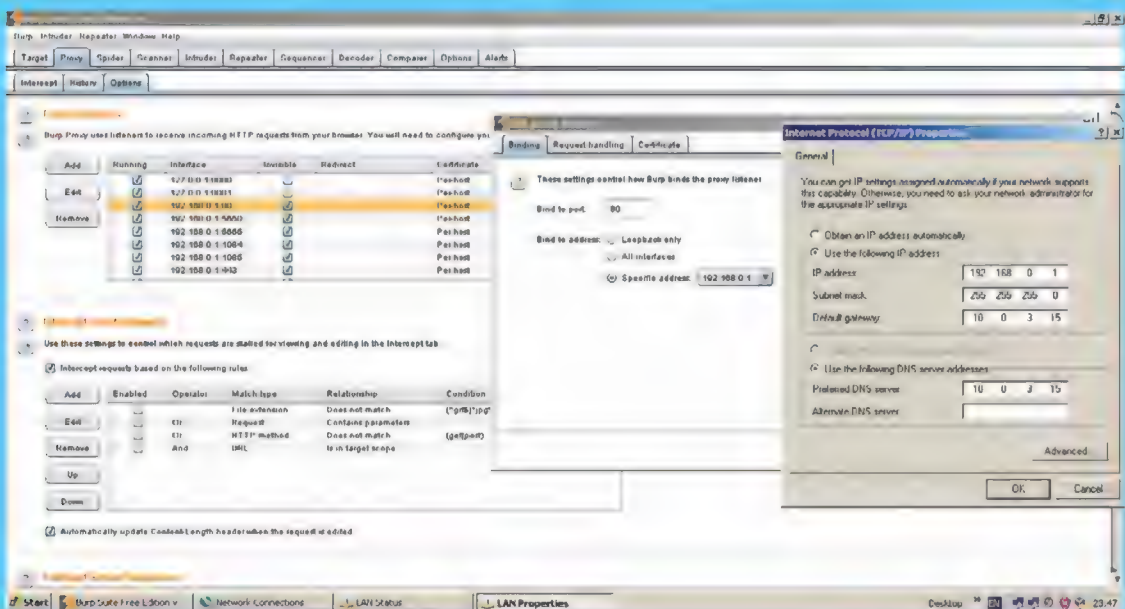 Burp Intruder Repeater Window Help
Target Proxy Spider Scanner Intruder Repeater Sequencer Decoder Comparer Options Alerts
Intercept History Options
Burp Proxy uses listeners to receive incoming HTTP requests from your browser. You will need to configure you
Add Running Interface Invisible Redirect Certificate
Per-host
Edit Per-host
192.168.0.1:80 Per-host
Remove Per-host
Per-host
192.168.0.1:1064 Per-host
Per-host
192.168.0.1:443 Per-host
Use these settings to control which requests are stalled for viewing and editing in the Intercept tab
Intercept requests based on the following rules
Add Enabled Operator Match type Relationship Condition
File extension Does not match
Edit Or Request Contains parameters
Or HTTP method Does not match (get|post)
Remove And URL Is in target scope
Up
Down
Automatically update Content-Length header when the request is edited
Binding Request handling Certificate
These settings control how Burp binds the proxy listener
Bind to port: 80
Bind to address: Loopback only
All interfaces
Specific address: 192.168.0.1
Internet Protocol (TCP/IP) Properties
General
You can get IP settings assigned automatically if your network supports
this capability. Otherwise, you need to ask your network administrator for
the appropriate IP settings.
Obtain an IP address automatically
Use the following IP address
IP address: 192 168 0 1
Subnet mask: 255 255 255 0
Default gateway: 10 0 3 15
Use the following DNS server addresses
Preferred DNS server: 10 0 3 15
Alternate DNS server:
Advanced
OK Cancel
Start Burp Suite Free Edition v Network Connections LAN Status LAN Properties Desktop EN 23:47